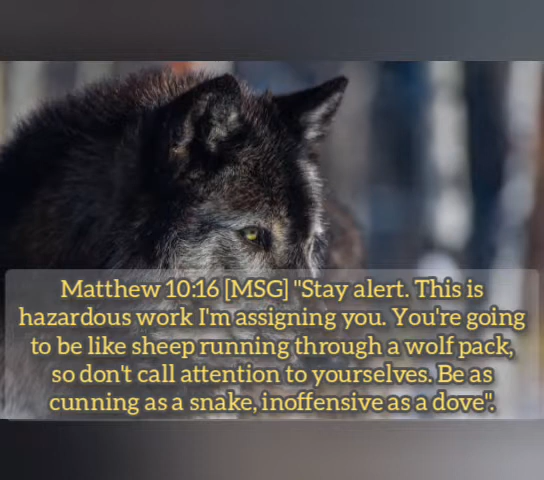 Matthew 10:16 [MSG] "Stay alert. This is
hazardous work I'm assigning you. You're going
to be like sheep running through a wolf pack,
so don't call attention to yourselves. Be as
cunning as a snake, inoffensive as a dove".